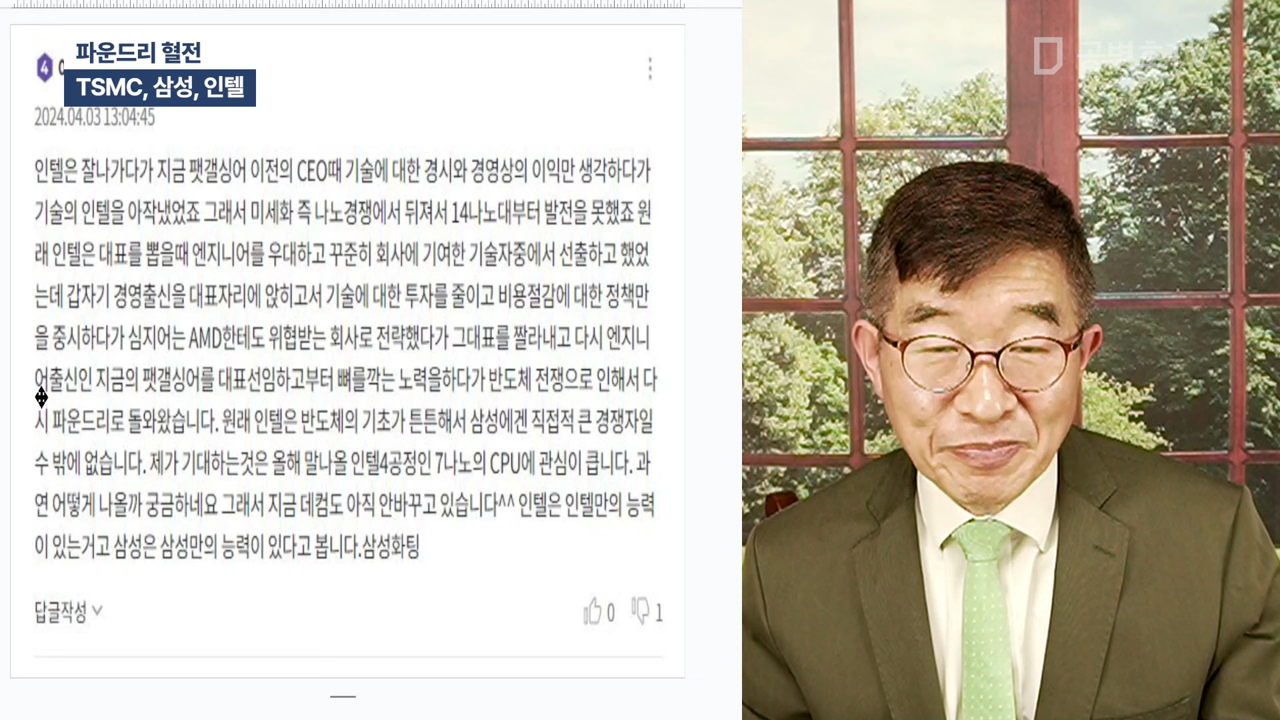 파운드리 혈전
4
TSMC, 삼성, 인텔
2024.04.03 13:04:45
인텔은 잘나가다가 지금 팻갤싱어 이전의 CEO때 기술에 대한 경시와 경영상의 이익만 생각하다가
기술의 인텔을 아작냈었죠 그래서 미세화 즉 나노경쟁에서 뒤져서 14나노대부터 발전을 못했죠 원
래 인텔은 대표를 뽑을때 엔지니어를 우대하고 꾸준히 회사에 기여한 기술자중에서 선출하고 했었
는데 갑자기 경영출신을 대표자리에 앉히고서 기술에 대한 투자를 줄이고 비용절감에 대한 정책만
을 중시하다가 심지어는 AMD한테도 위협받는 회사로 전략했다가 그대표를 짤라내고 다시 엔지니
어출신인 지금의 팻갤싱어를 대표선임하고부터 뼈를깍는 노력을하다가 반도체 전쟁으로 인해서 다
시 파운드리로 돌와왔습니다. 원래 인텔은 반도체의 기초가 튼튼해서 삼성에겐 직접적 큰 경쟁자일
수 밖에 없습니다. 제가 기대하는것은 올해 말나올 인텔4공정인 7나노의 CPU에 관심이 큽니다. 과
연 어떻게 나올까 궁금하네요 그래서 지금 데컴도 아직 안바꾸고 있습니다^^ 인텔은 인텔만의 능력
이 있는거고 삼성은 삼성만의 능력이 있다고 봅니다.삼성화팅
답글작성
0
1